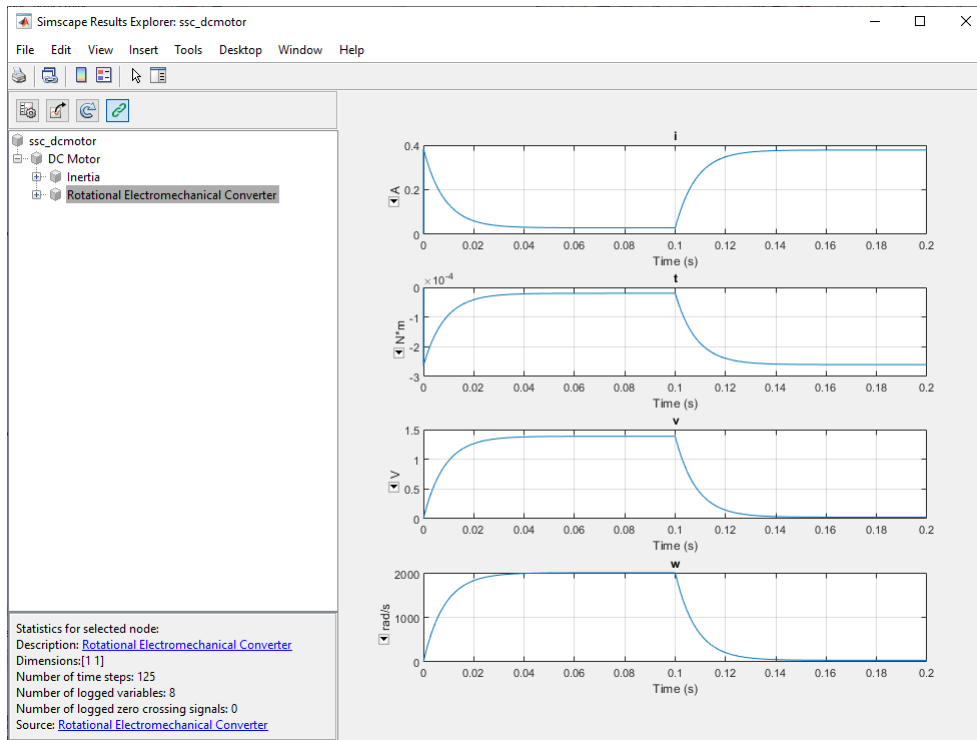 Simscape Results Explorer: ssc_dcmotor
File Edit View Insert Tools Desktop Window Help
ssc_dcmotor
DC Motor
Inertia
Rotational Electromechanical Converter
Statistics for selected node:
Description: Rotational Electromechanical Converter
Dimensions:[1 1]
Number of time steps: 125
Number of logged variables: 8
Number of logged zero crossing signals: 0
Source: Rotational Electromechanical Converter
i
0.4
0.2
0
A
0 0.02 0.04 0.06 0.08 0.1 0.12 0.14 0.16 0.18 0.2
Time (s)
t
×10⁻⁴
0
-1
-2
-3
N*m
0 0.02 0.04 0.06 0.08 0.1 0.12 0.14 0.16 0.18 0.2
Time (s)
v
1.5
1
0.5
0
V
0 0.02 0.04 0.06 0.08 0.1 0.12 0.14 0.16 0.18 0.2
Time (s)
w
2000
1000
0
rad/s
0 0.02 0.04 0.06 0.08 0.1 0.12 0.14 0.16 0.18 0.2
Time (s)